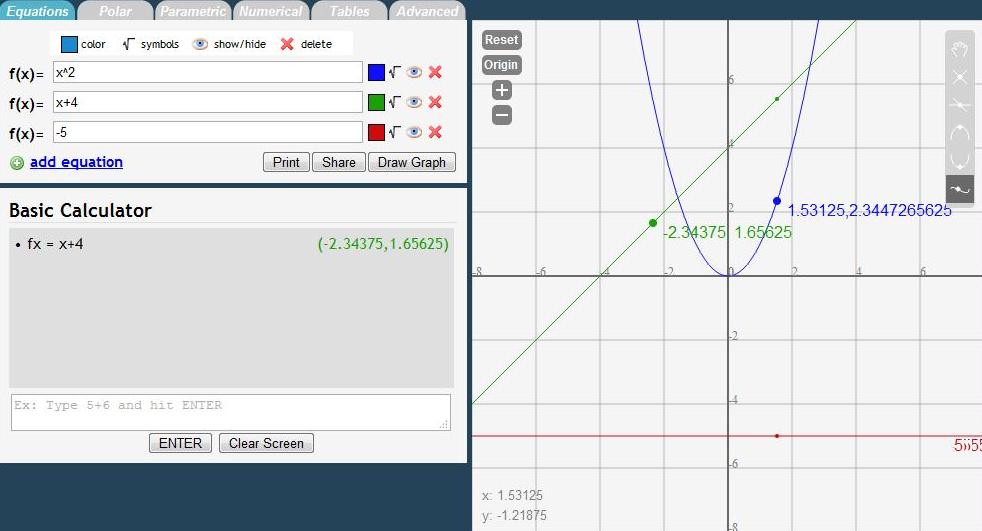 Equations Polar Parametric Numerical Tables Advanced
color symbols show/hide delete
f(x)= x^2
f(x)= x+4
f(x)= -5
add equation Print Share Draw Graph
Basic Calculator
• fx = x+4 (-2.34375,1.65625)
Ex: Type 5+6 and hit ENTER
ENTER Clear Screen
Reset
Origin
+
−
6
4
2
1.53125,2.3447265625
-2.34375 1.65625
-8 -6 -4 -2 0 2 4 6
-2
-4
-6
-8
x: 1.53125
y: -1.21875